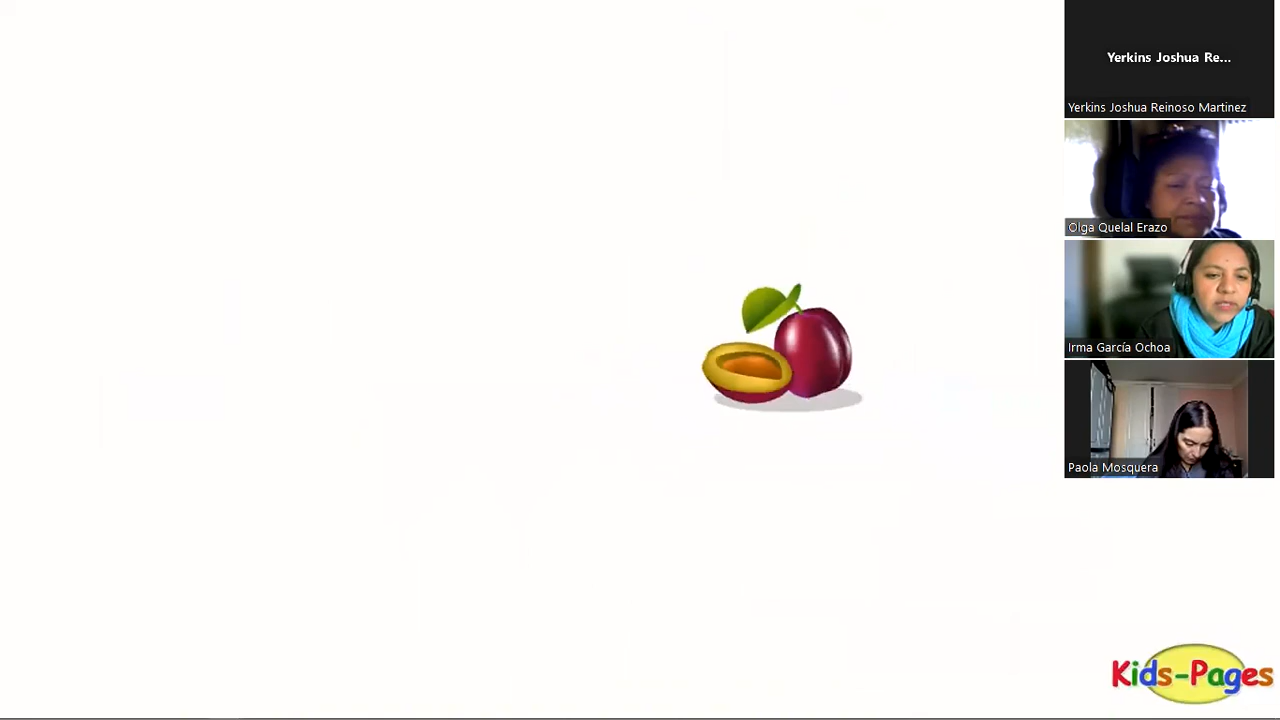 Yerkins Joshua Re...
Yerkins Joshua Reinoso Martinez
Olga Quelal Erazo
Irma García Ochoa
Paola Mosquera
Kids-Pages